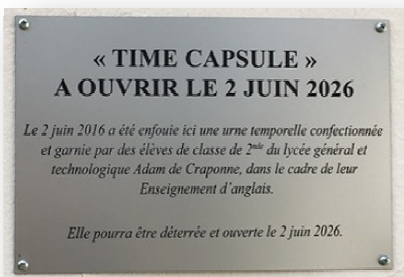 « TIME CAPSULE »
A OUVRIR LE 2 JUIN 2026
Le 2 juin 2016 a été enfouie ici une urne temporelle confectionnée
et garnie par des élèves de classe de 2nde du lycée général et
technologique Adam de Craponne, dans le cadre de leur
Enseignement d'anglais.
Elle pourra être déterrée et ouverte le 2 juin 2026.